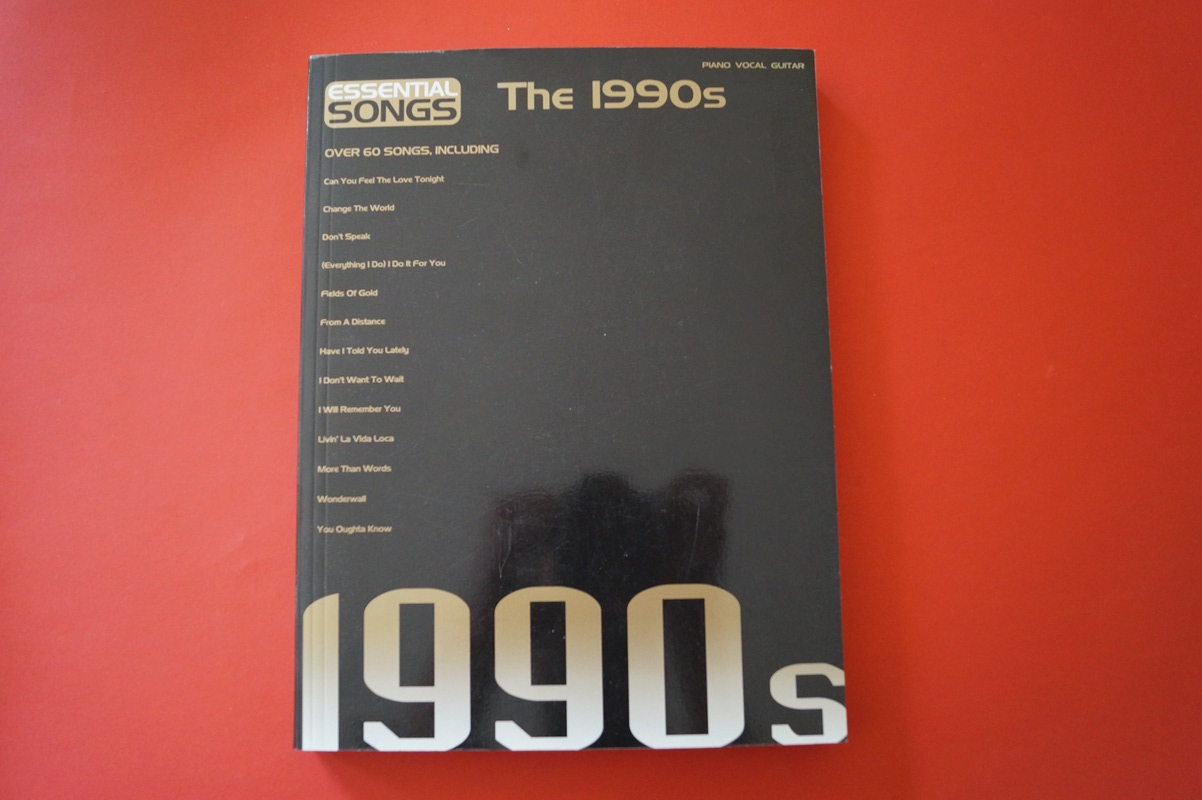 PIANO VOCAL GUITAR
ESSENTIAL
SONGS
The 1990s
OVER 60 SONGS, INCLUDING
Can You Feel The Love Tonight
Change The World
Don't Speak
(Everything I Do) I Do It For You
Fields Of Gold
From A Distance
Have I Told You Lately
I Don't Want To Wait
I Will Remember You
Livin' La Vida Loca
More Than Words
Wonderwall
You Oughta Know
1990s